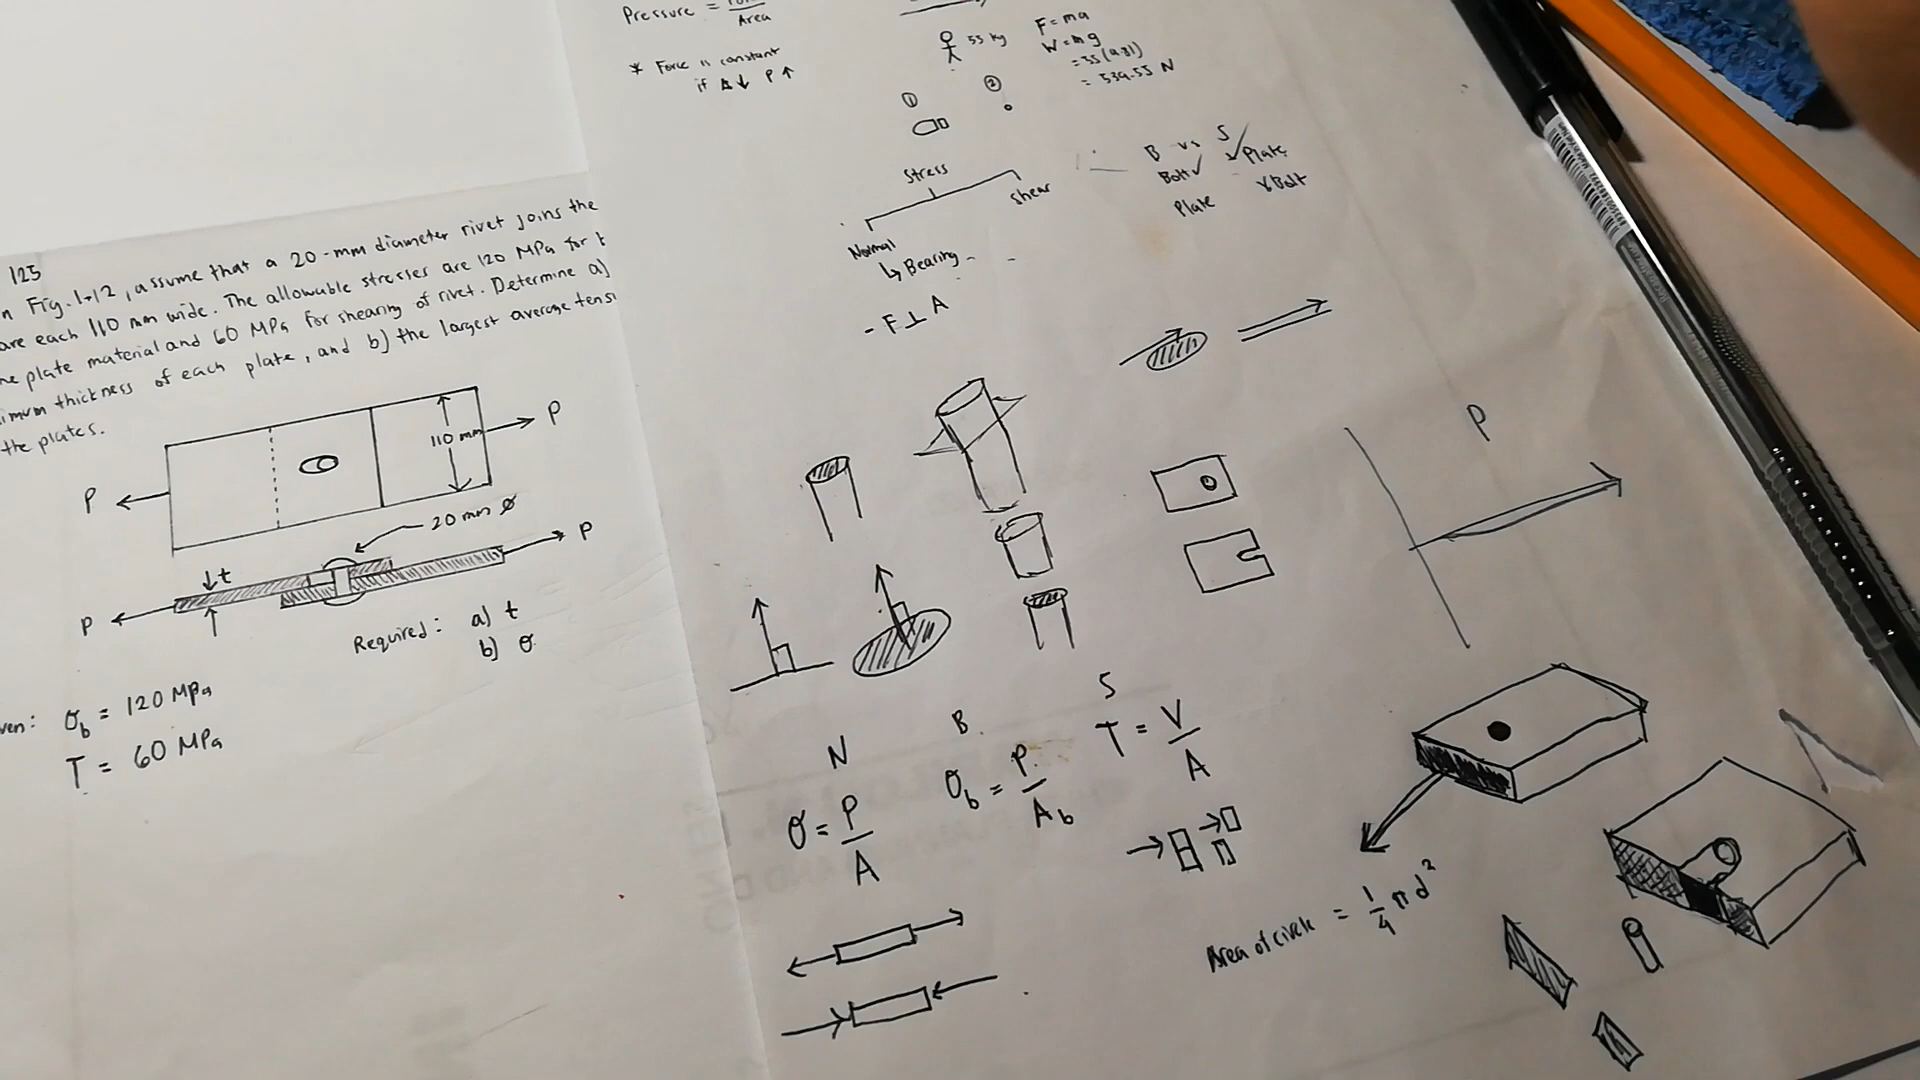 125
n Fig. 1-12, assume that a 20-mm diameter rivet joins the
are each 110 mm wide. The allowable stresses are 120 MPa for b
he plate material and 60 MPa for shearing of rivet. Determine a)
imum thickness of each plate, and b) the largest average tensi
the plates.
P
110 mm
P
20 mm ø
P
t
P
Required: a) t
b) σ
ven: σb = 120 MPa
τ = 60 MPa
Pressure =
Area
* Force is constant
if A↓ P↑
55 kg
F = ma
W = mg
= 55(9.81)
= 539.55 N
①
②
Stress
Normal
shear
↳ Bearing
- F ⊥ A
B vs S
Bolt✓ ✓Plate
Plate
Bolt
P
N
σ = P/A
B
σb = P/Ab
S
τ = V/A
Area of circle = 1/4 π d²